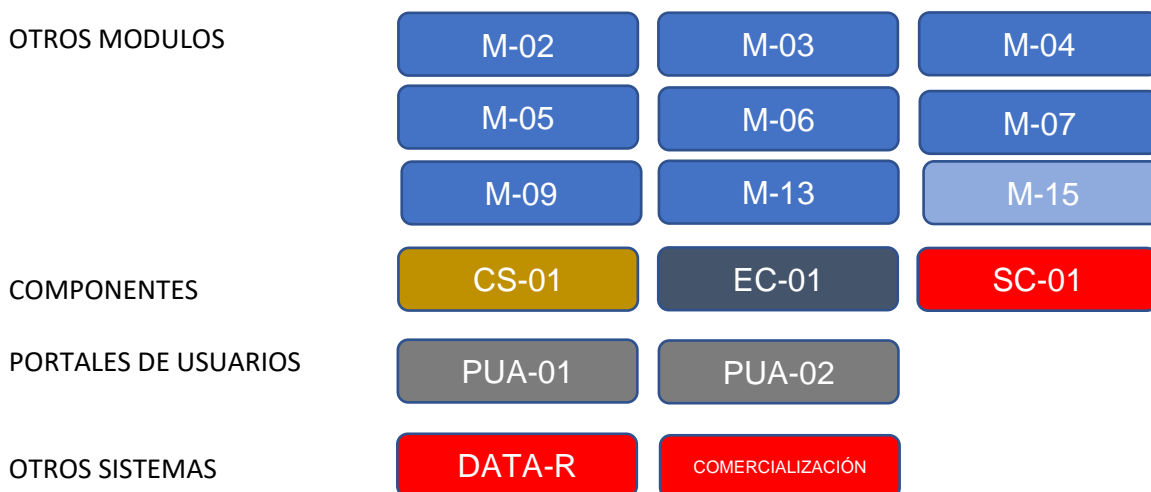 OTROS MODULOS
M-02 M-03 M-04
M-05 M-06 M-07
M-09 M-13 M-15
COMPONENTES
CS-01 EC-01 SC-01
PORTALES DE USUARIOS
PUA-01 PUA-02
OTROS SISTEMAS
DATA-R COMERCIALIZACIÓN